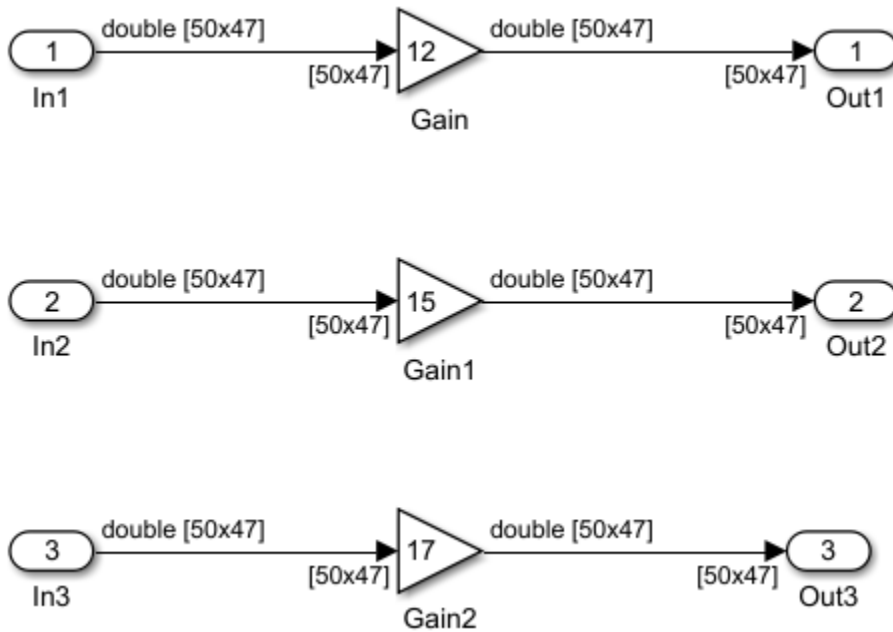 double [50x47] double [50x47]
1 12 1
[50x47] [50x47]
In1 Out1
Gain
double [50x47] double [50x47]
2 15 2
[50x47] [50x47]
In2 Out2
Gain1
double [50x47] double [50x47]
3 17 3
[50x47] [50x47]
In3 Out3
Gain2